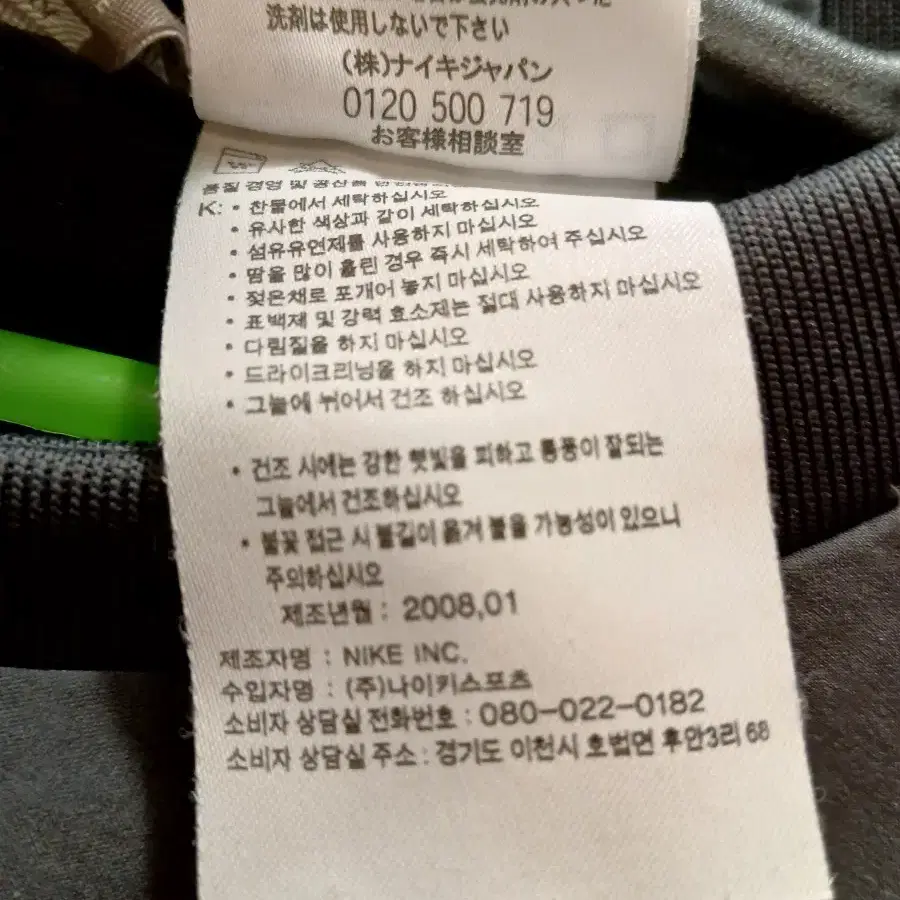 洗剤は使用しないで下さい
(株)ナイキジャパン
0120 500 719
お客様相談室
K: • 찬물에서 세탁하십시오
• 유사한 색상과 같이 세탁하십시오
• 섬유유연제를 사용하지 마십시오
• 땀을 많이 흘린 경우 즉시 세탁하여 주십시오
• 젖은채로 포개어 놓지 마십시오
• 표백제 및 강력 효소제는 절대 사용하지 마십시오
• 다림질을 하지 마십시오
• 드라이크리닝을 하지 마십시오
• 그늘에 뉘어서 건조 하십시오
• 건조 시에는 강한 햇빛을 피하고 통풍이 잘되는
그늘에서 건조하십시오
• 불꽃 접근 시 불길이 옮겨 붙을 가능성이 있으니
주의하십시오
제조년월 : 2008,01
제조자명 : NIKE INC.
수입자명 : (주)나이키스포츠
소비자 상담실 전화번호 : 080-022-0182
소비자 상담실 주소 : 경기도 이천시 호법면 후안3리 68